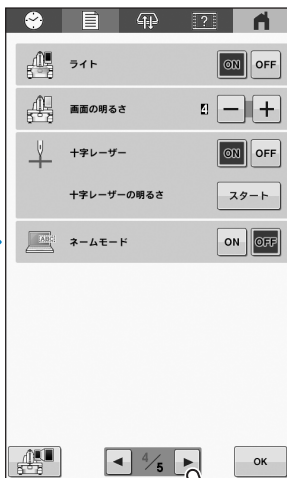 ?
ライト ON OFF
画面の明るさ 4 − +
十字レーザー ON OFF
十字レーザーの明るさ スタート
ABC ネームモード ON OFF
4/5 OK